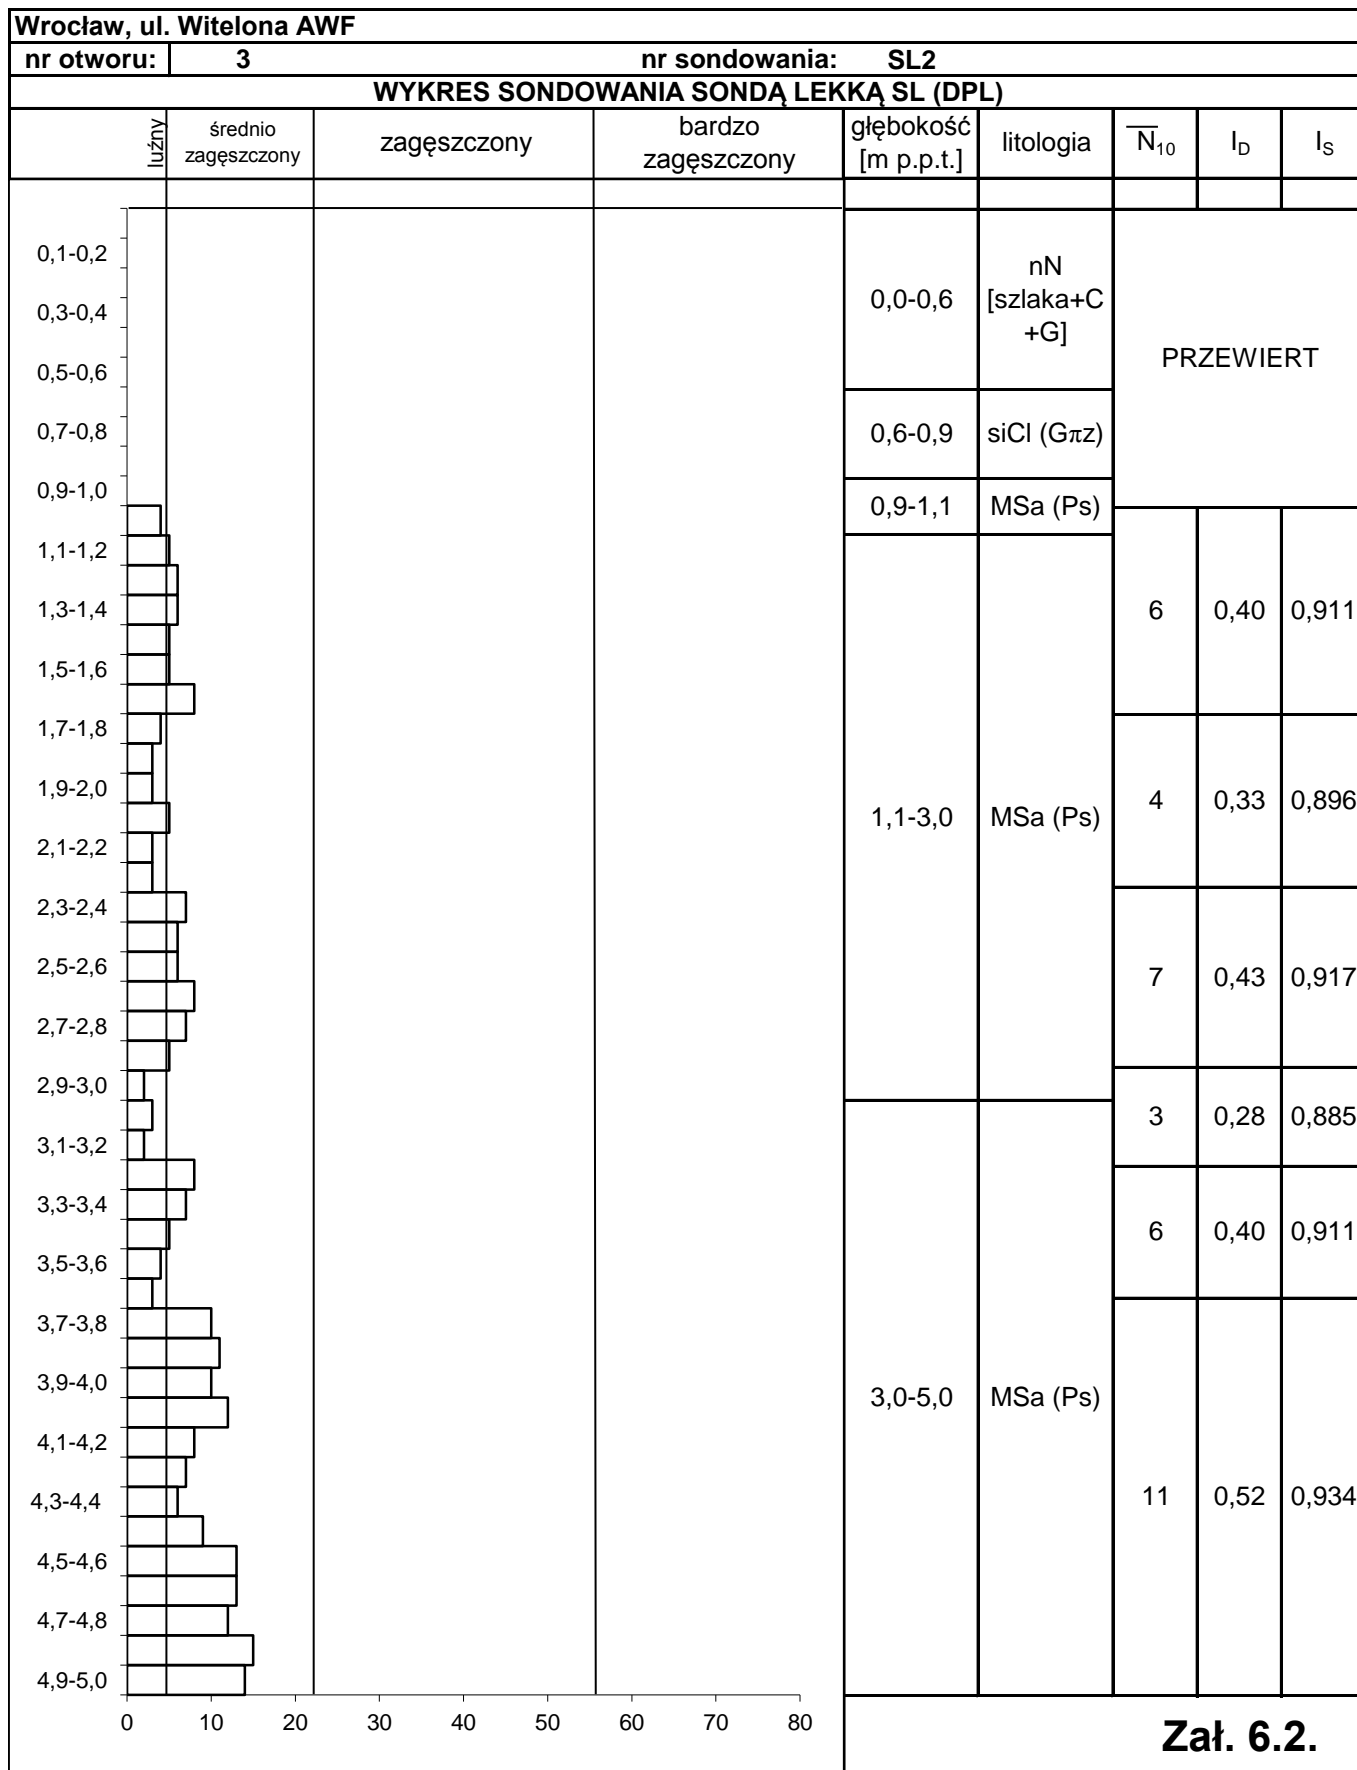 Wrocław, ul. Witelona AWF
nr otworu: 3 nr sondowania: SL2
WYKRES SONDOWANIA SONDĄ LEKKĄ SL (DPL)
luźny
średnio
zagęszczony
zagęszczony
bardzo
zagęszczony
głębokość
[m p.p.t.]
litologia
N10
ID
IS
0,1-0,2
0,3-0,4
0,5-0,6
0,7-0,8
0,9-1,0
1,1-1,2
1,3-1,4
1,5-1,6
1,7-1,8
1,9-2,0
2,1-2,2
2,3-2,4
2,5-2,6
2,7-2,8
2,9-3,0
3,1-3,2
3,3-3,4
3,5-3,6
3,7-3,8
3,9-4,0
4,1-4,2
4,3-4,4
4,5-4,6
4,7-4,8
4,9-5,0
0 10 20 30 40 50 60 70 80
0,0-0,6
nN
[szlaka+C
+G]
0,6-0,9 siCl (Gπz)
0,9-1,1 MSa (Ps)
1,1-3,0 MSa (Ps)
3,0-5,0 MSa (Ps)
PRZEWIERT
6 0,40 0,911
4 0,33 0,896
7 0,43 0,917
3 0,28 0,885
6 0,40 0,911
11 0,52 0,934
Zał. 6.2.